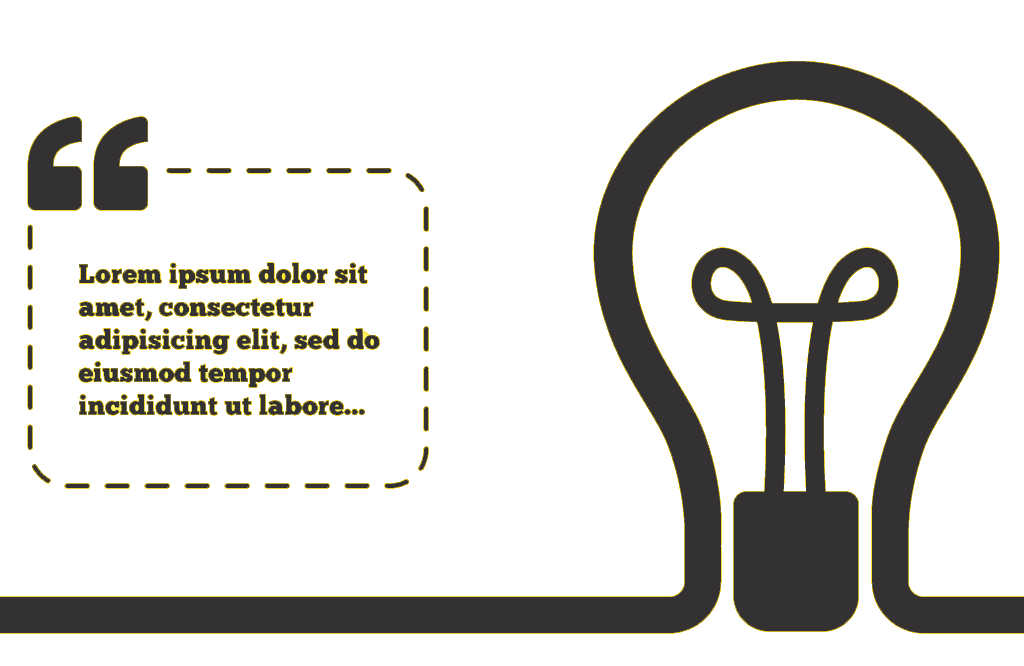 Lorem ipsum dolor sit
amet, consectetur
adipisicing elit, sed do
eiusmod tempor
incididunt ut labore...